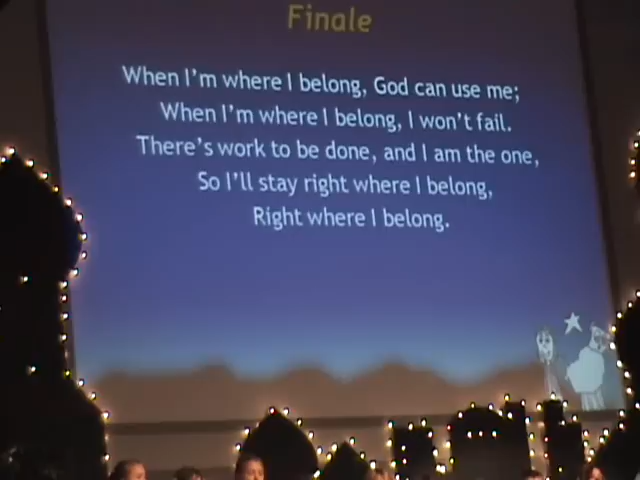 Finale
When I'm where I belong, God can use me;
When I'm where I belong, I won't fail.
There's work to be done, and I am the one,
So I'll stay right where I belong,
Right where I belong.